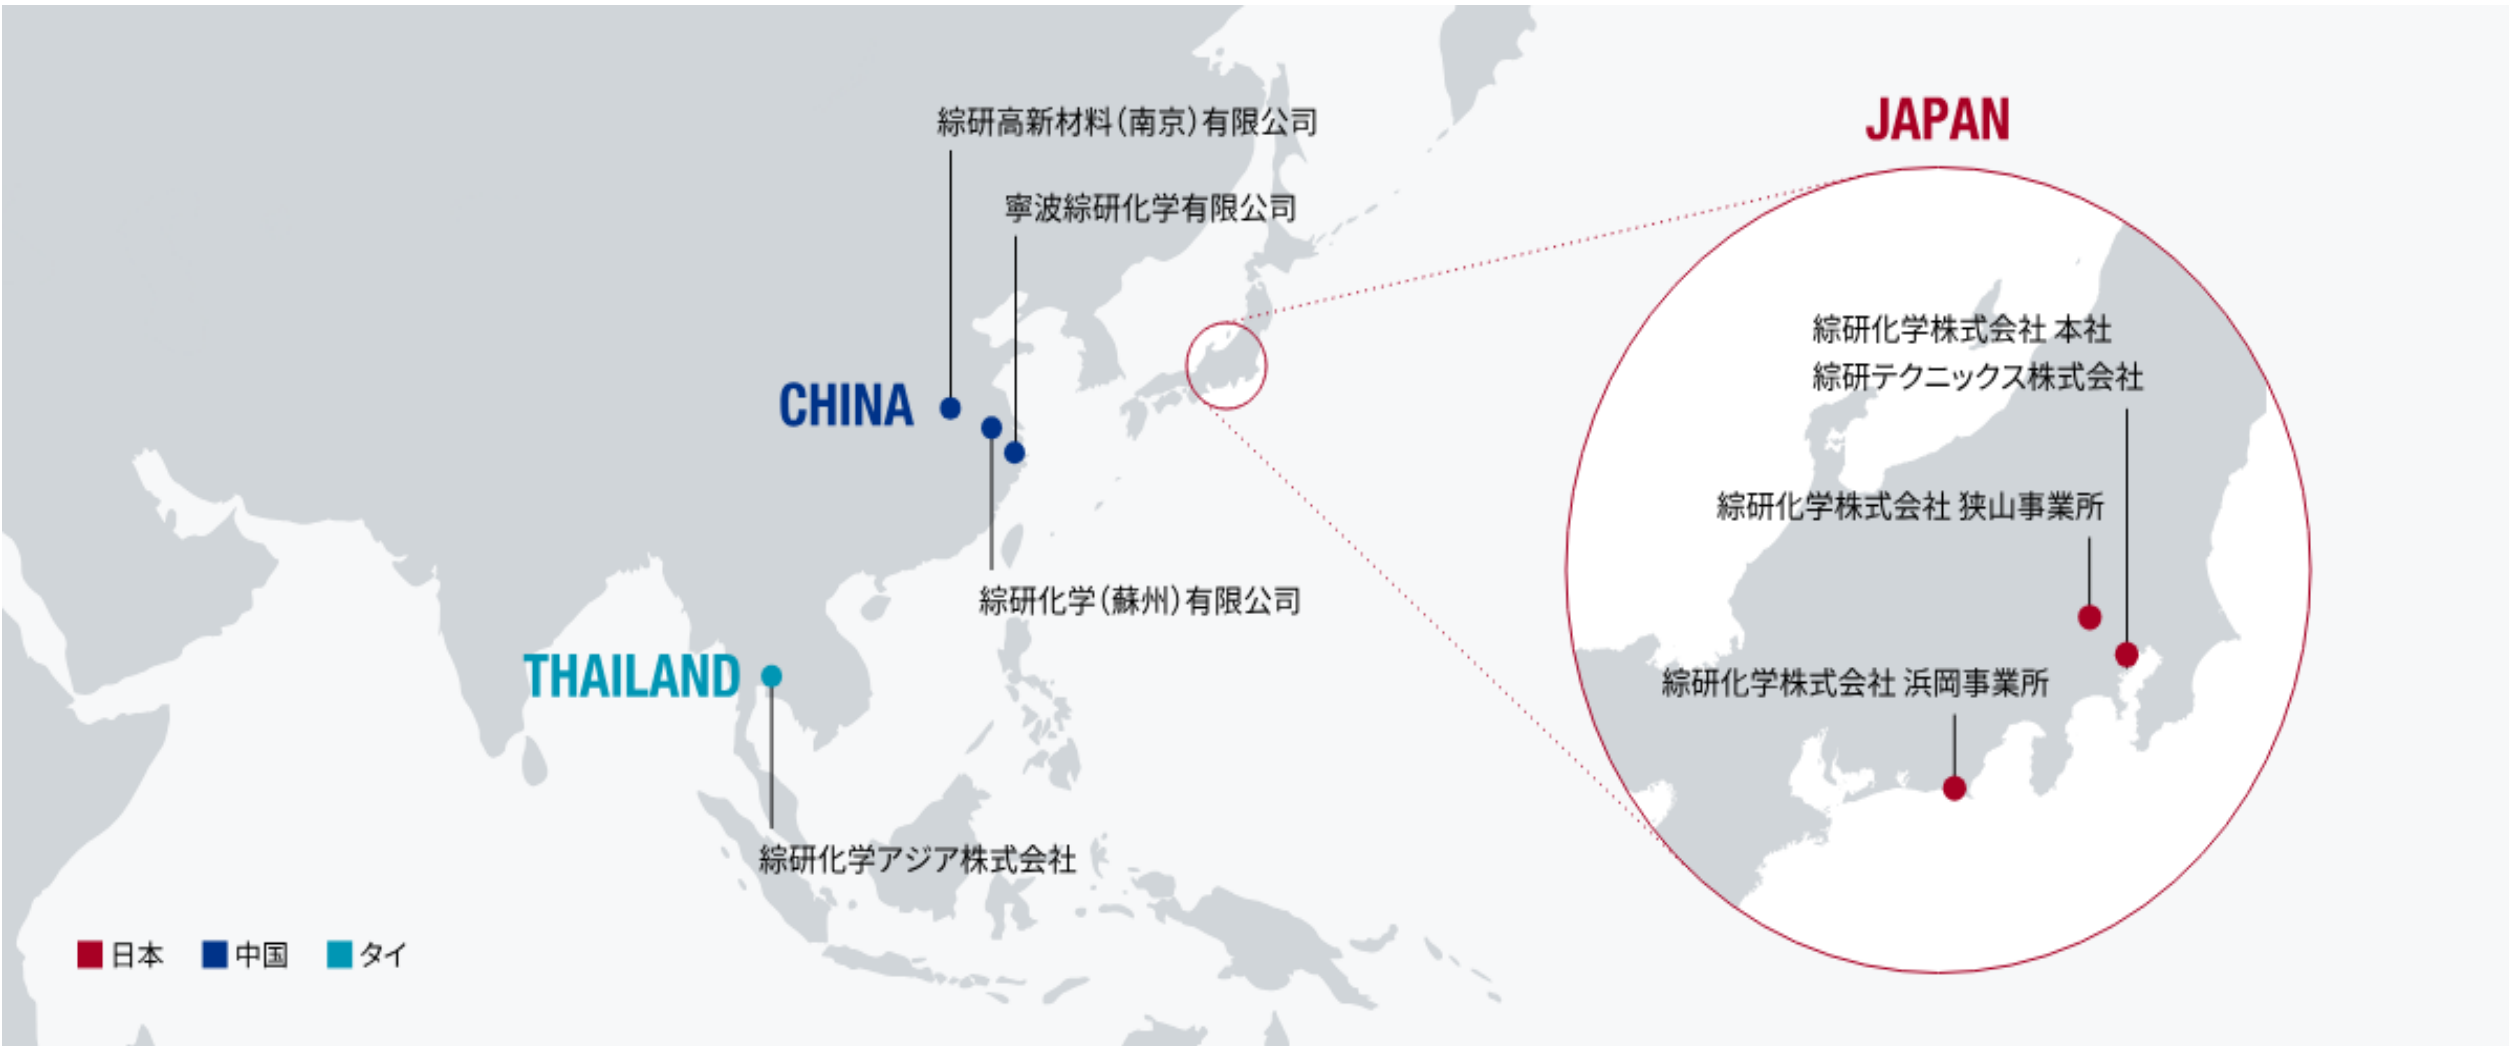 JAPAN
綜研高新材料（南京）有限公司
寧波綜研化学有限公司
綜研化学株式会社 本社
綜研テクニックス株式会社
CHINA
綜研化学株式会社 狭山事業所
綜研化学（蘇州）有限公司
THAILAND
綜研化学株式会社 浜岡事業所
綜研化学アジア株式会社
日本 中国 タイ